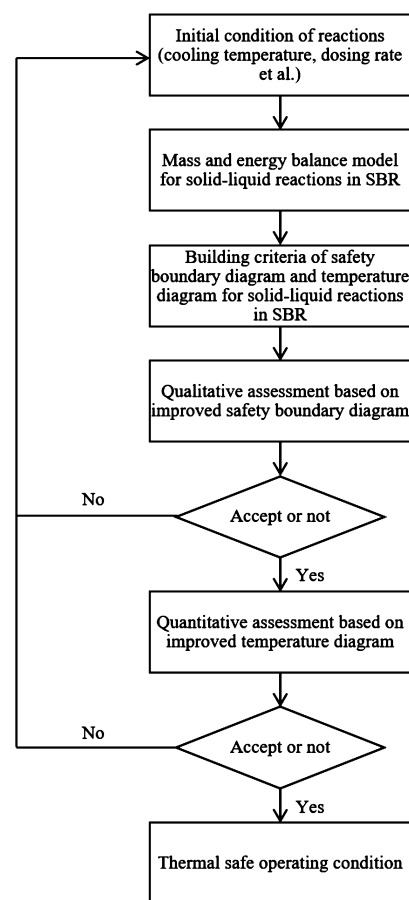 Initial condition of reactions
(cooling temperature, dosing rate
et al.)
Mass and energy balance model
for solid-liquid reactions in SBR
Building criteria of safety
boundary diagram and temperature
diagram for solid-liquid reactions
in SBR
Qualitative assessment based on
improved safety boundary diagram
Accept or not
No
Yes
Quantitative assessment based on
improved temperature diagram
Accept or not
No
Yes
Thermal safe operating condition